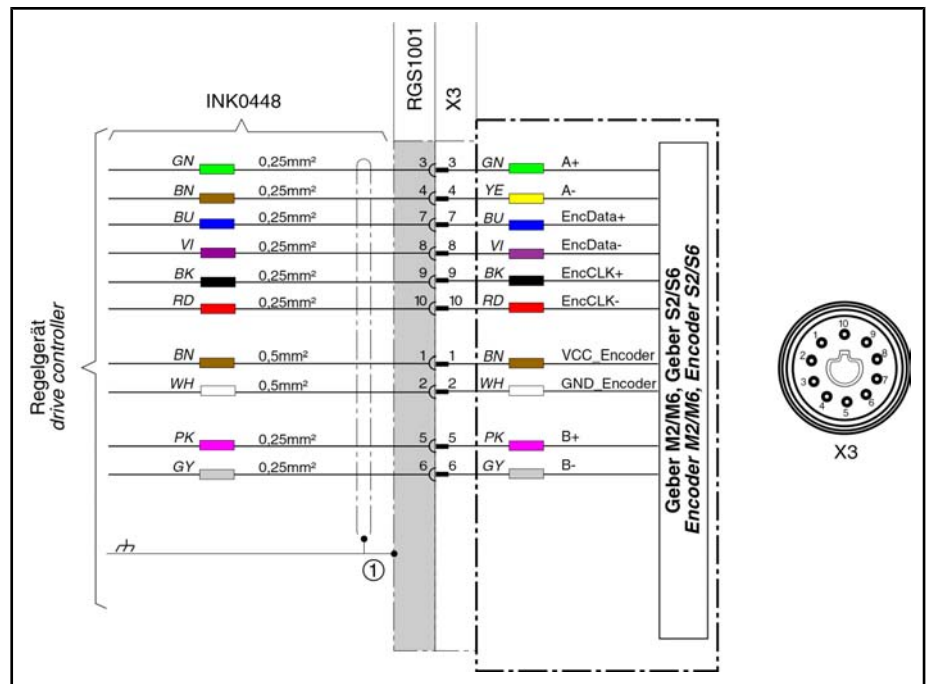 INK0448
RGS1001
X3
Regelgerät
drive controller
GN 0,25mm² 3 3 GN A+
BN 0,25mm² 4 4 YE A-
BU 0,25mm² 7 7 BU EncData+
VI 0,25mm² 8 8 VI EncData-
BK 0,25mm² 9 9 BK EncCLK+
RD 0,25mm² 10 10 RD EncCLK-
BN 0,5mm² 1 1 BN VCC_Encoder
WH 0,5mm² 2 2 WH GND_Encoder
PK 0,25mm² 5 5 PK B+
GY 0,25mm² 6 6 GY B-
①
Geber M2/M6, Geber S2/S6
Encoder M2/M6, Encoder S2/S6
10
1 9
2 8
3 7
4 6
5
X3